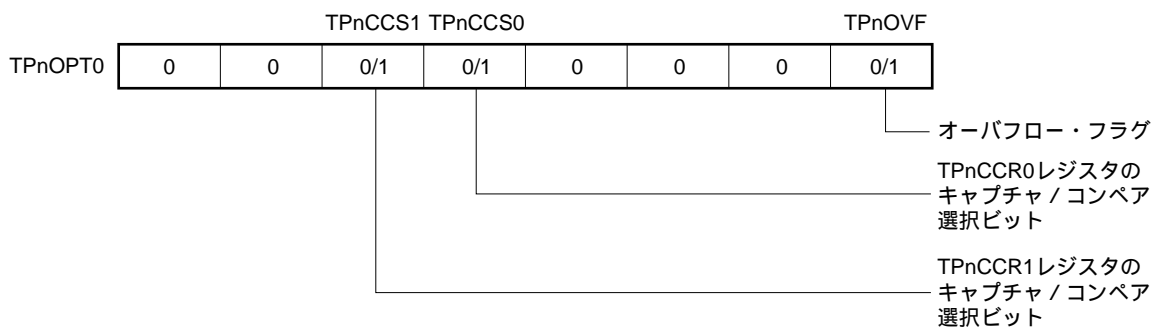 TPnCCS1 TPnCCS0 TPnOVF
TPnOPT0 0 0 0/1 0/1 0 0 0 0/1
オーバフロー・フラグ
TPnCCR0レジスタの
キャプチャ／コンペア
選択ビット
TPnCCR1レジスタの
キャプチャ／コンペア
選択ビット